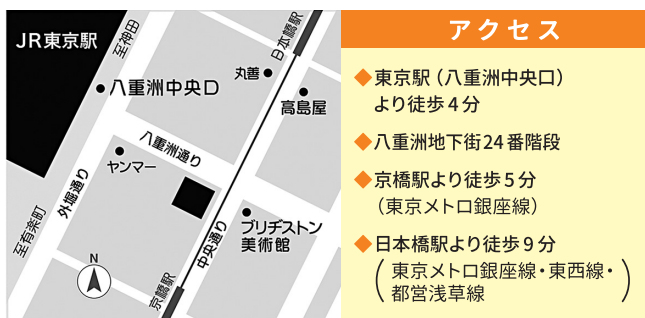 JR東京駅
至神田
日本橋駅
丸善
八重洲中央口
高島屋
八重洲通り
ヤンマー
外堀通り
至有楽町
中央通り
ブリヂストン
美術館
N
京橋駅
アクセス
◆東京駅（八重洲中央口）
より徒歩4分
◆八重洲地下街24番階段
◆京橋駅より徒歩5分
（東京メトロ銀座線）
◆日本橋駅より徒歩9分
（東京メトロ銀座線・東西線・
都営浅草線）